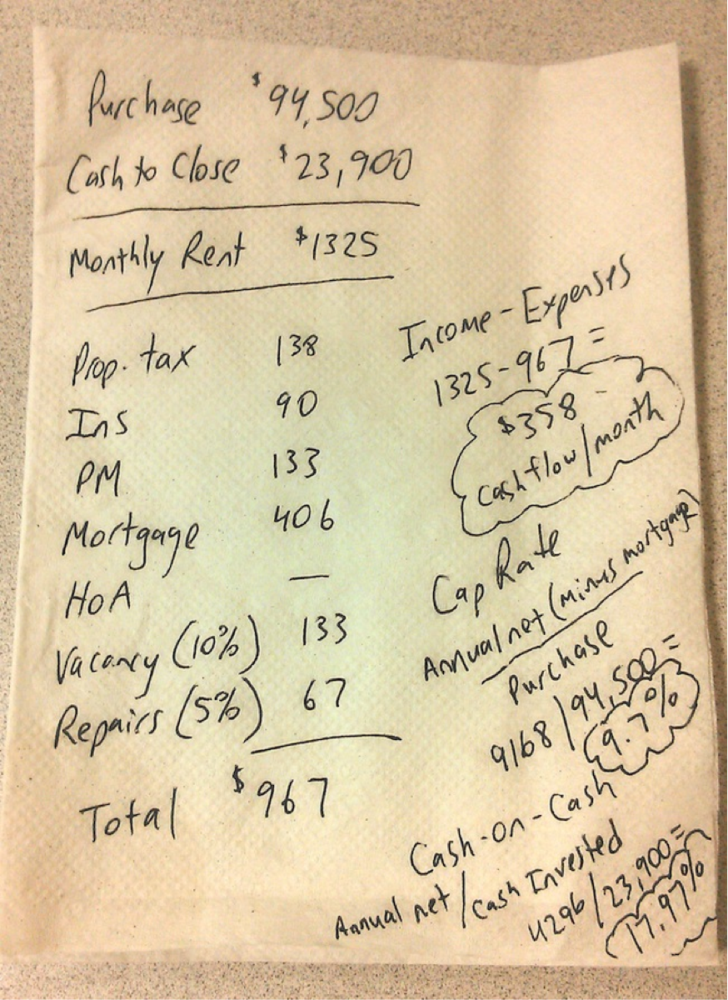 Purchase $94,500
Cash to Close $23,900
Monthly Rent $1325
Prop. tax 138
Ins 90
PM 133
Mortgage 406
HoA —
Vacancy (10%) 133
Repairs (5%) 67
Total $967
Income - Expenses
1325-967=
$358
Cashflow/month
Cap Rate
Annual net (minus mortgage)
Purchase
9168/94,500=
9.7%
Cash-on-Cash
Annual net/Cash Invested
4296/23,900=
17.97%